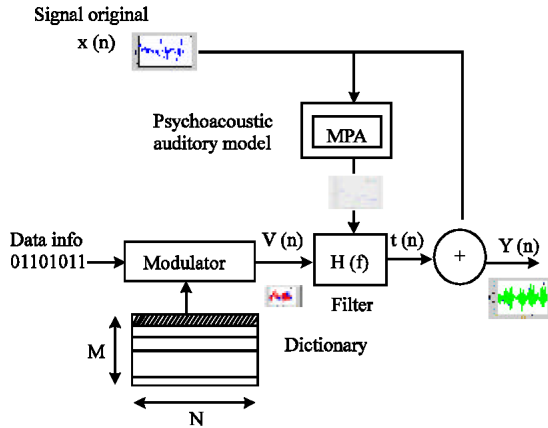 Signal original
x (n)
Psychoacoustic
auditory model
MPA
Data info
01101011
Modulator
V (n)
H (f)
Filter
t (n)
+
Y (n)
M
Dictionary
N